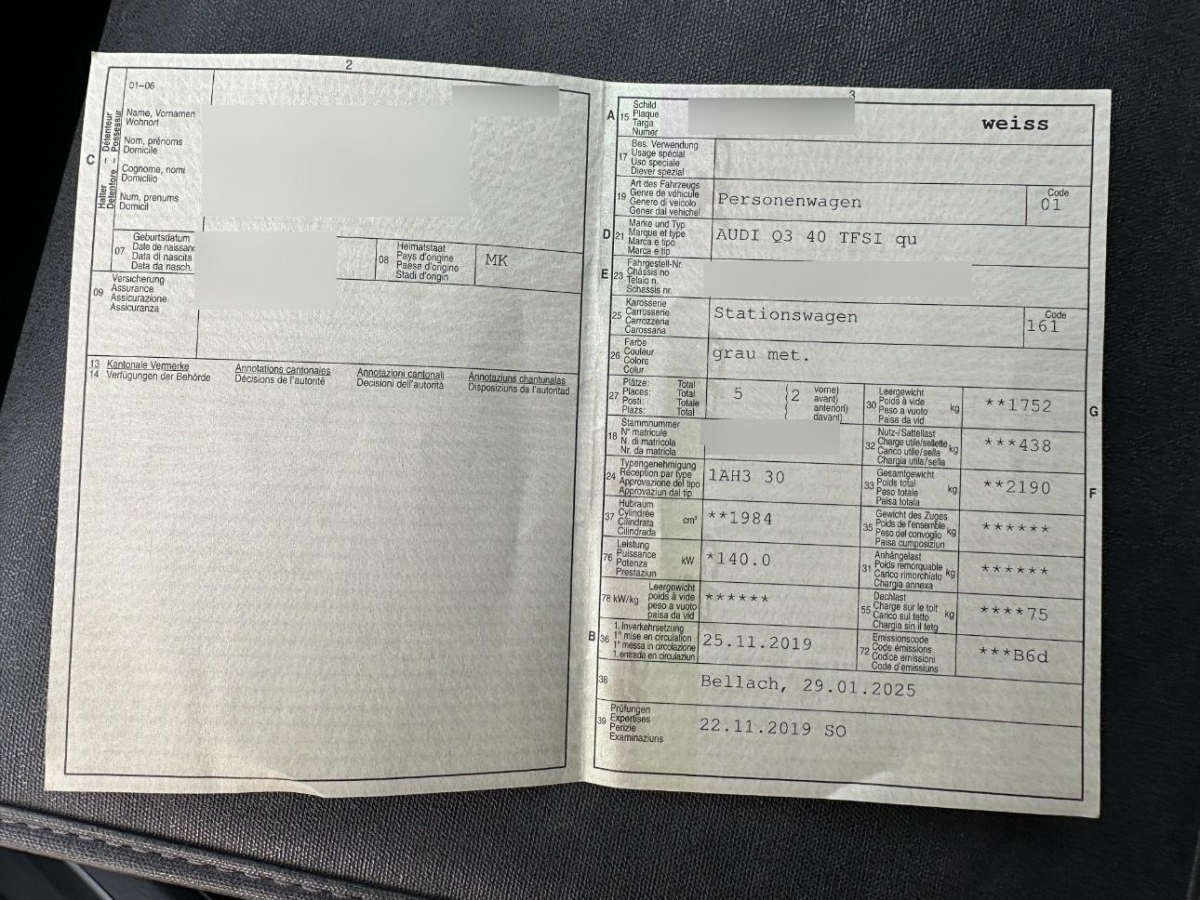 2
01-06
C
Halter – Détenteur
Detentore – Possessur
Name, Vornamen
Wohnort
Nom, prénoms
Domicile
Cognome, nomi
Domicilio
Num, prenums
Domicil
07
Geburtsdatum
Date de naissanc
Data di nascita
Data da nasch.
08
Heimatstaat
Pays d'origine
Paese d'origine
Stadi d'origin
MK
09
Versicherung
Assurance
Assicurazione
Assicuranza
13 Kantonale Vermerke Annotations cantonales Annotazioni cantonali Annotaziuns chantunalas
14 Verfügungen der Behörde Décisions de l'autorité Decisioni dell'autorità Disposiziuns da l'autoritad
3
A 15
Schild
Plaque
Targa
Numer
weiss
17
Bes. Verwendung
Usage spécial
Uso speciale
Diever spezial
19
Art des Fahrzeugs
Genre de véhicule
Genere di veicolo
Gener dal vehichel
Personenwagen
Code
01
D 21
Marke und Typ
Marque et type
Marca e tipo
Marca e tip
AUDI Q3 40 TFSI qu
E 23
Fahrgestell-Nr.
Châssis no
Telaio n.
Schassis nr.
25
Karosserie
Carrosserie
Carrozzeria
Carossaria
Stationswagen
Code
161
26
Farbe
Couleur
Colore
Colur
grau met.
27
Plätze: Total
Places: Total
Posti: Totale
Plazs: Total
5
2
vorne)
avant)
anteriori)
davant)
30
Leergewicht
Poids à vide
Peso a vuoto
Paisa da vid
kg
**1752
G
18
Stammnummer
N° matricule
N. di matricola
Nr. da matricla
32
Nutz-/Sattellast
Charge utile/sellette
Carico utile/sella
Chargia utila/sella
kg
***438
24
Typengenehmigung
Réception par type
Approvazione del tipo
Approvaziun dal tip
1AH3 30
33
Gesamtgewicht
Poids total
Peso totale
Paisa totala
kg
**2190
F
37
Hubraum
Cylindrée
Cilindrata
Cilindrada
cm³
**1984
35
Gewicht des Zuges
Poids de l'ensemble
Peso del convoglio
Paisa cumposiziun
kg
******
76
Leistung
Puissance
Potenza
Prestaziun
kW
*140.0
31
Anhängelast
Poids remorquable
Carico rimorchiato
Chargia annexa
kg
******
78 kW/kg
Leergewicht
poids à vide
peso a vuoto
paisa da vid
******
55
Dachlast
Charge sur le toit
Carico sul tetto
Chargia sin il tetg
kg
****75
B 36
1. Inverkehrsetzung
1re mise en circulation
1a messa in circolazione
1. entrada en circulaziun
25.11.2019
72
Emissionscode
Code émissions
Codice emissioni
Code d'emissiuns
***B6d
38
Bellach, 29.01.2025
39
Prüfungen
Expertises
Perizie
Examinaziuns
22.11.2019 SO